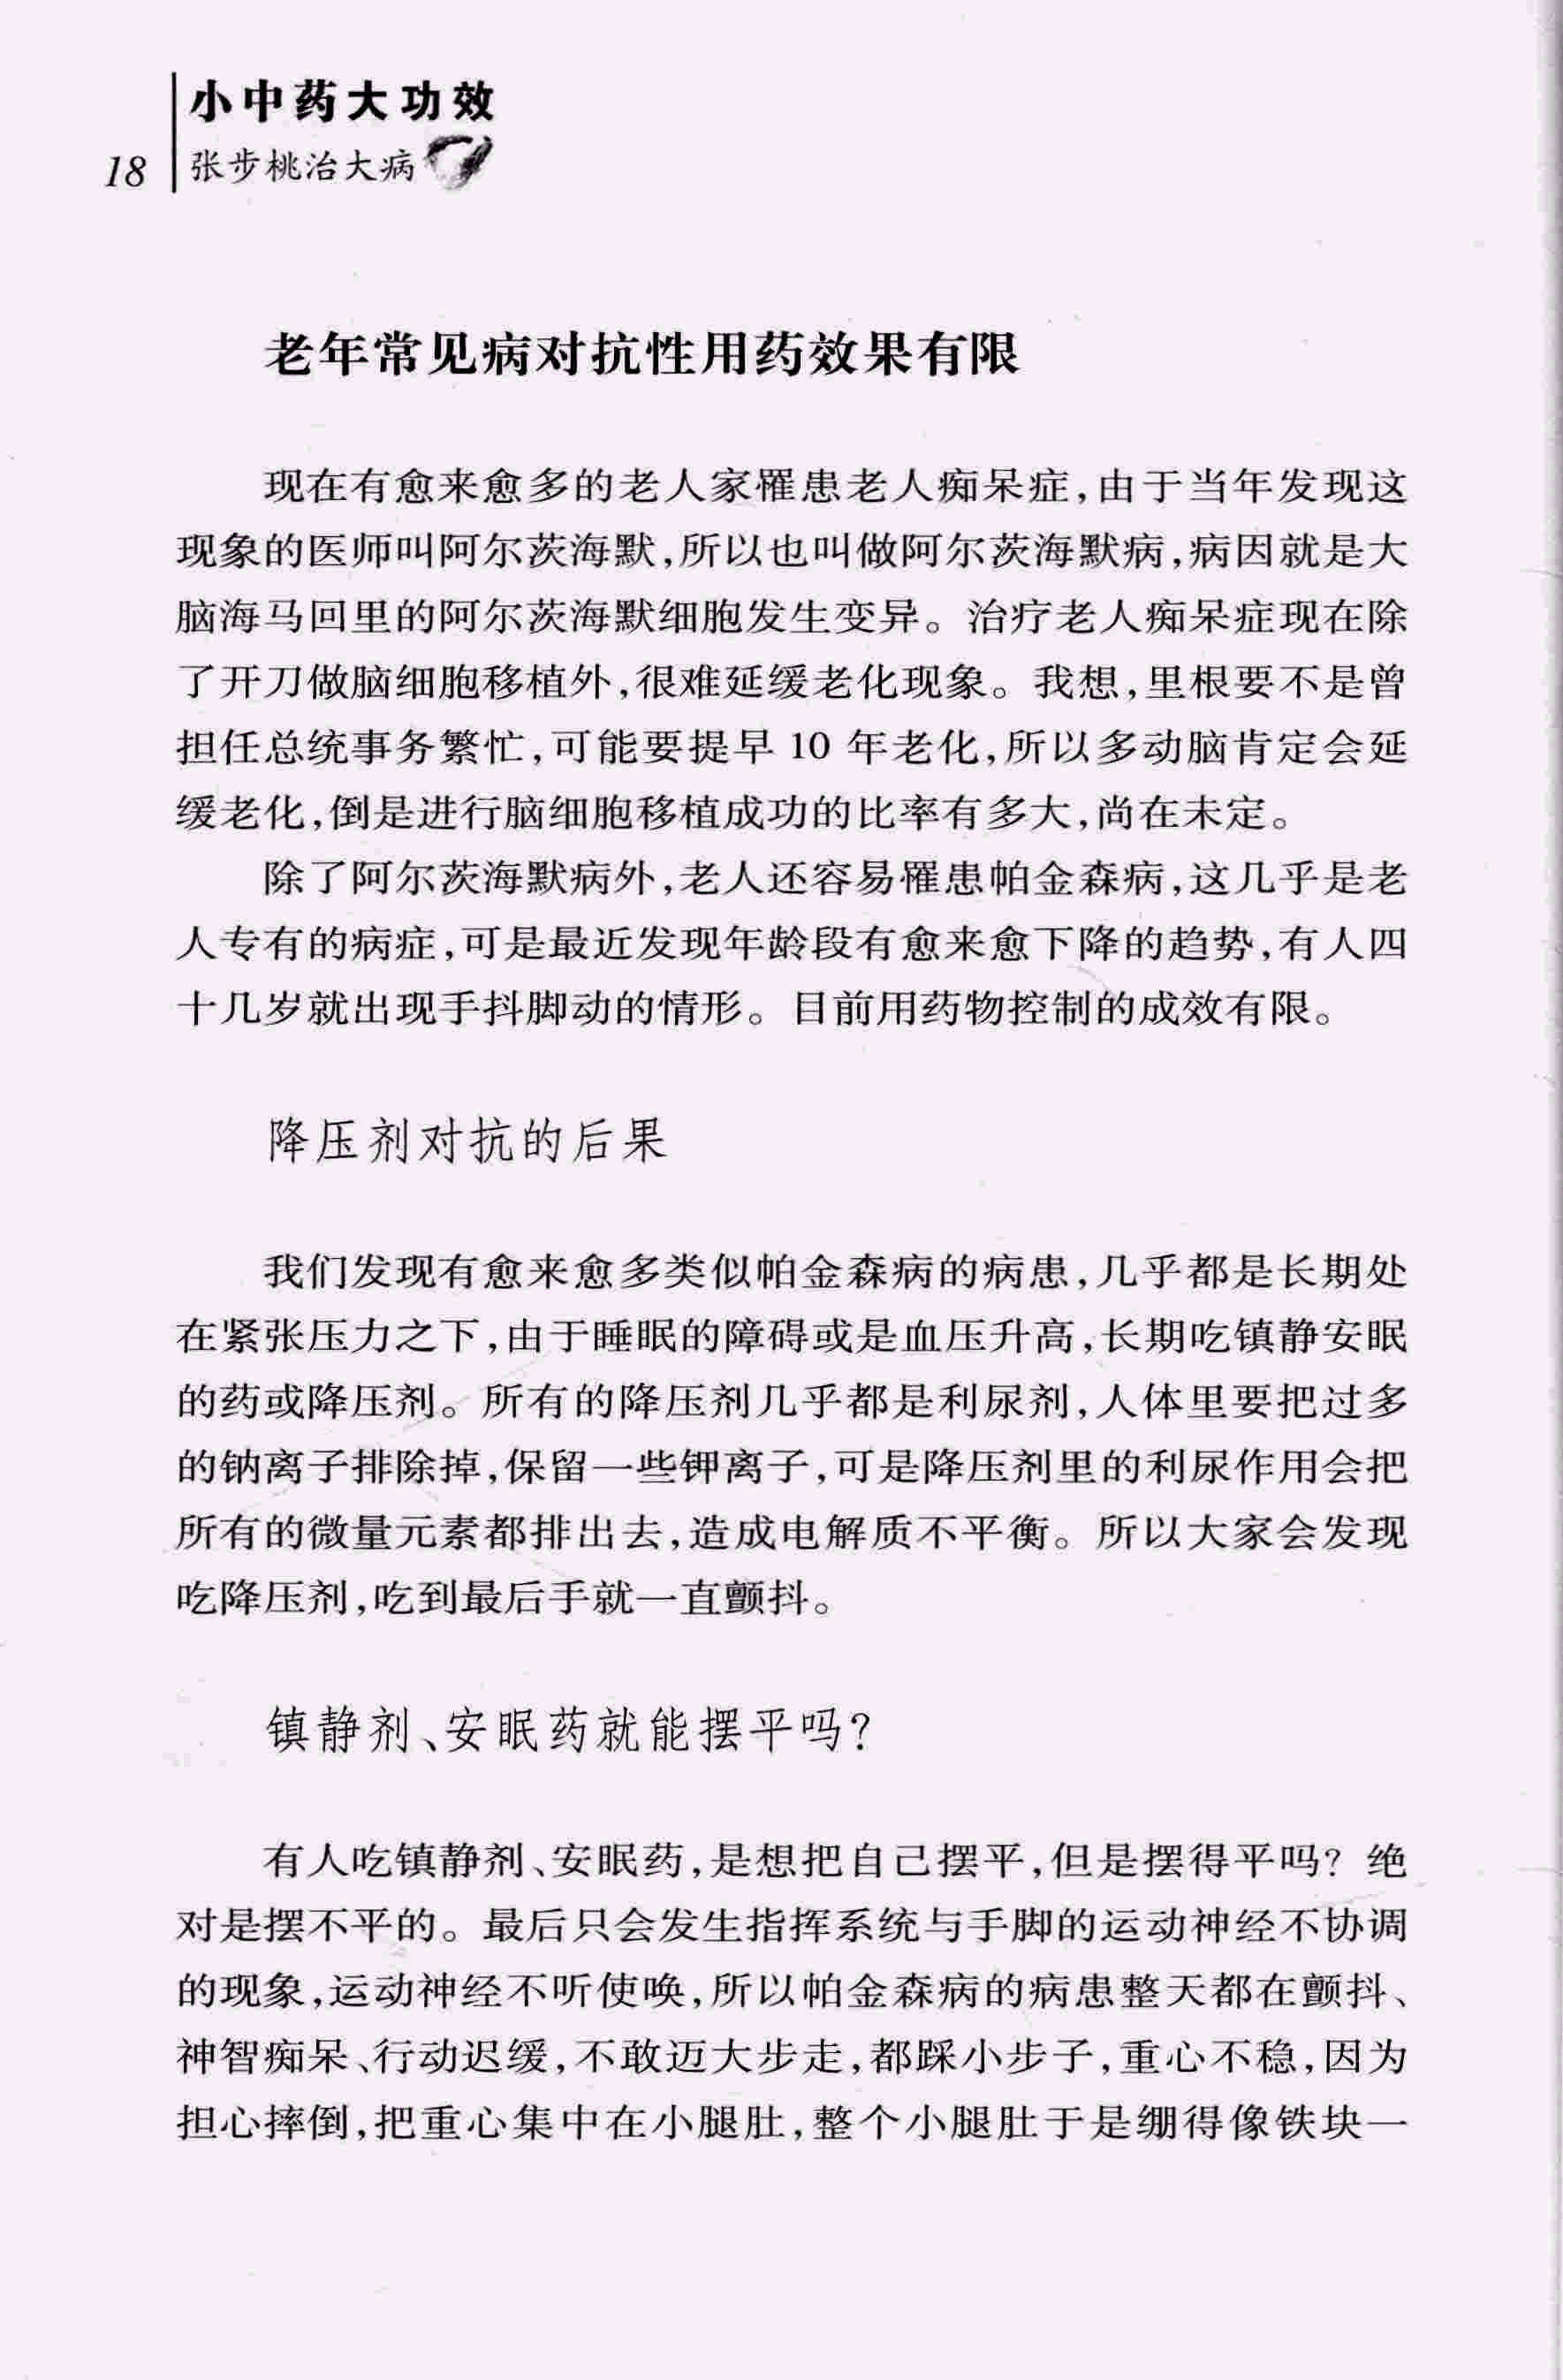 小中药大功效
18
张步桃治大病
老年常见病对抗性用药效果有限
现在有愈来愈多的老人家罹患老人痴呆症,由于当年发现这
现象的医师叫阿尔茨海默,所以也叫做阿尔茨海默病,病因就是大
脑海马回里的阿尔茨海默细胞发生变异。治疗老人痴呆症现在除
了开刀做脑细胞移植外,很难延缓老化现象。我想,里根要不是曾
担任总统事务繁忙,可能要提早 10 年老化,所以多动脑肯定会延
缓老化,倒是进行脑细胞移植成功的比率有多大,尚在未定。
除了阿尔茨海默病外,老人还容易罹患帕金森病,这几乎是老
人专有的病症,可是最近发现年龄段有愈来愈下降的趋势,有人四
十几岁就出现手抖脚动的情形。目前用药物控制的成效有限。
降压剂对抗的后果
我们发现有愈来愈多类似帕金森病的病患,几乎都是长期处
在紧张压力之下,由于睡眠的障碍或是血压升高,长期吃镇静安眠
的药或降压剂。所有的降压剂几乎都是利尿剂,人体里要把过多
的钠离子排除掉,保留一些钾离子,可是降压剂里的利尿作用会把
所有的微量元素都排出去,造成电解质不平衡。所以大家会发现
吃降压剂,吃到最后手就一直颤抖。
镇静剂、安眠药就能摆平吗?
有人吃镇静剂、安眠药,是想把自己摆平,但是摆得平吗? 绝
对是摆不平的。最后只会发生指挥系统与手脚的运动神经不协调
的现象,运动神经不听使唤,所以帕金森病的病患整天都在颤抖、
神智痴呆、行动迟缓,不敢迈大步走,都踩小步子,重心不稳,因为
担心摔倒,把重心集中在小腿肚,整个小腿肚于是绷得像铁块一